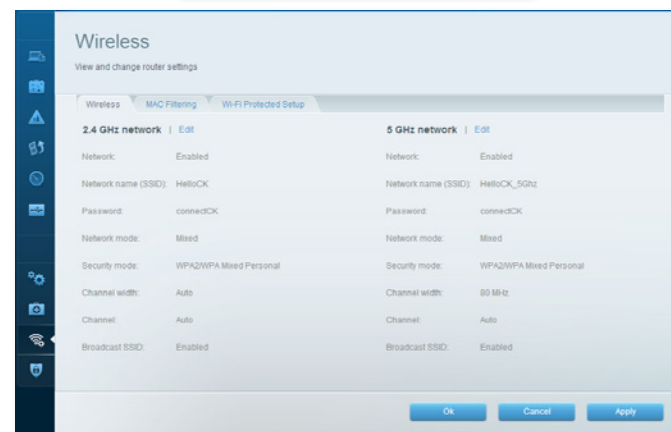 Wireless
View and change router settings
Wireless MAC Filtering Wi-Fi Protected Setup
2.4 GHz network | Edit
Network: Enabled
Network name (SSID): HelloCK
Password: connectCK
Network mode: Mixed
Security mode: WPA2/WPA Mixed Personal
Channel width: Auto
Channel: Auto
Broadcast SSID: Enabled
5 GHz network | Edit
Network: Enabled
Network name (SSID): HelloCK_5Ghz
Password: connectCK
Network mode: Mixed
Security mode: WPA2/WPA Mixed Personal
Channel width: 80 MHz
Channel: Auto
Broadcast SSID: Enabled
Ok Cancel Apply